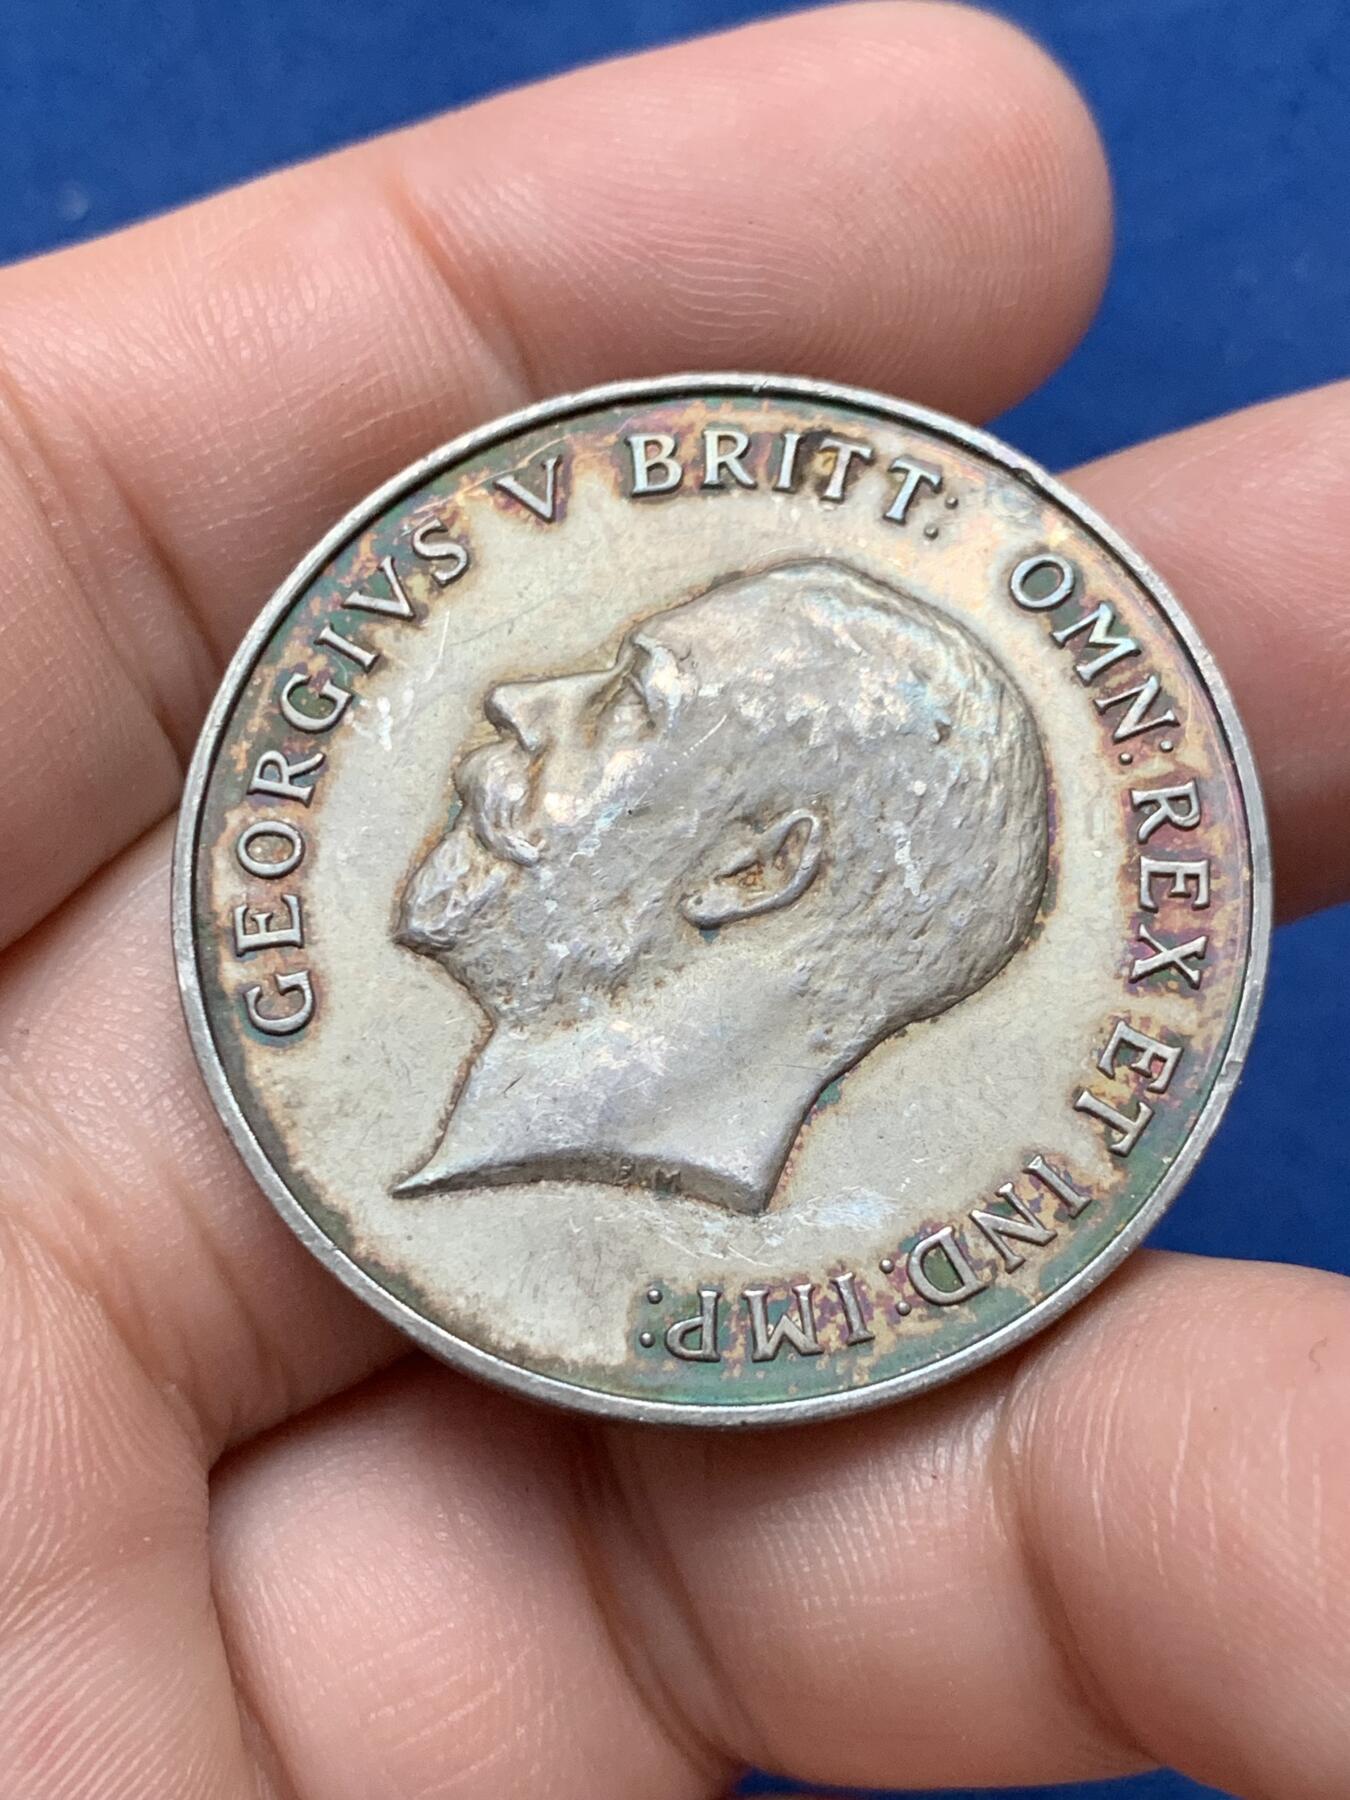 GEORGIVS V BRITT: OMN: REX ET IND: IMP:
B.M